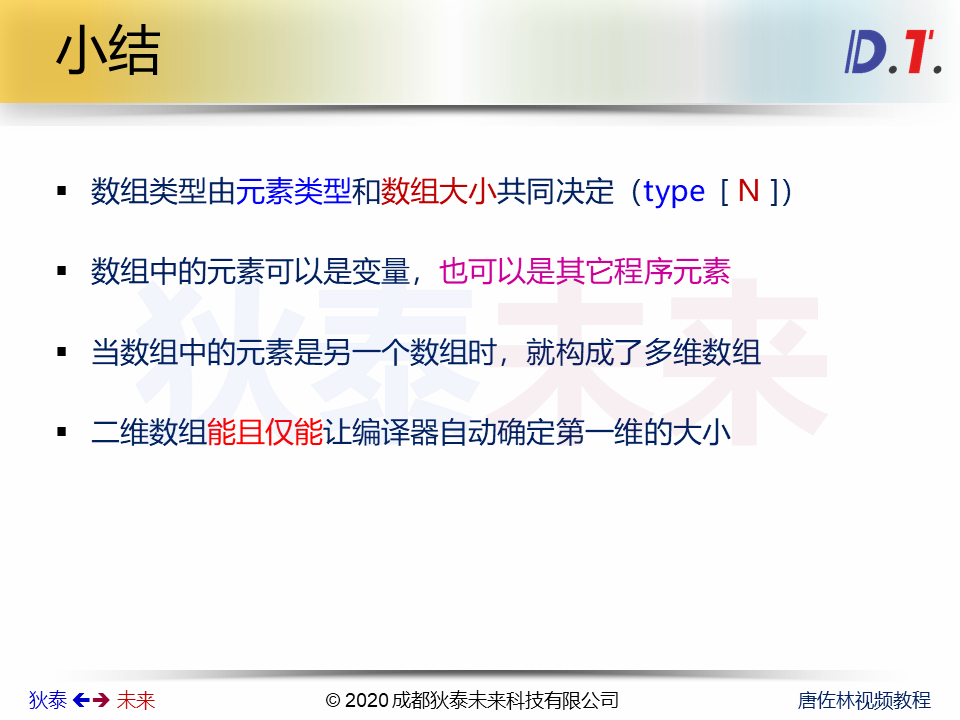 小结
D.T.
▪ 数组类型由元素类型和数组大小共同决定（type [ N ]）
▪ 数组中的元素可以是变量，也可以是其它程序元素
▪ 当数组中的元素是另一个数组时，就构成了多维数组
▪ 二维数组能且仅能让编译器自动确定第一维的大小
狄泰未来
狄泰 ←→ 未来
© 2020 成都狄泰未来科技有限公司
唐佐林视频教程